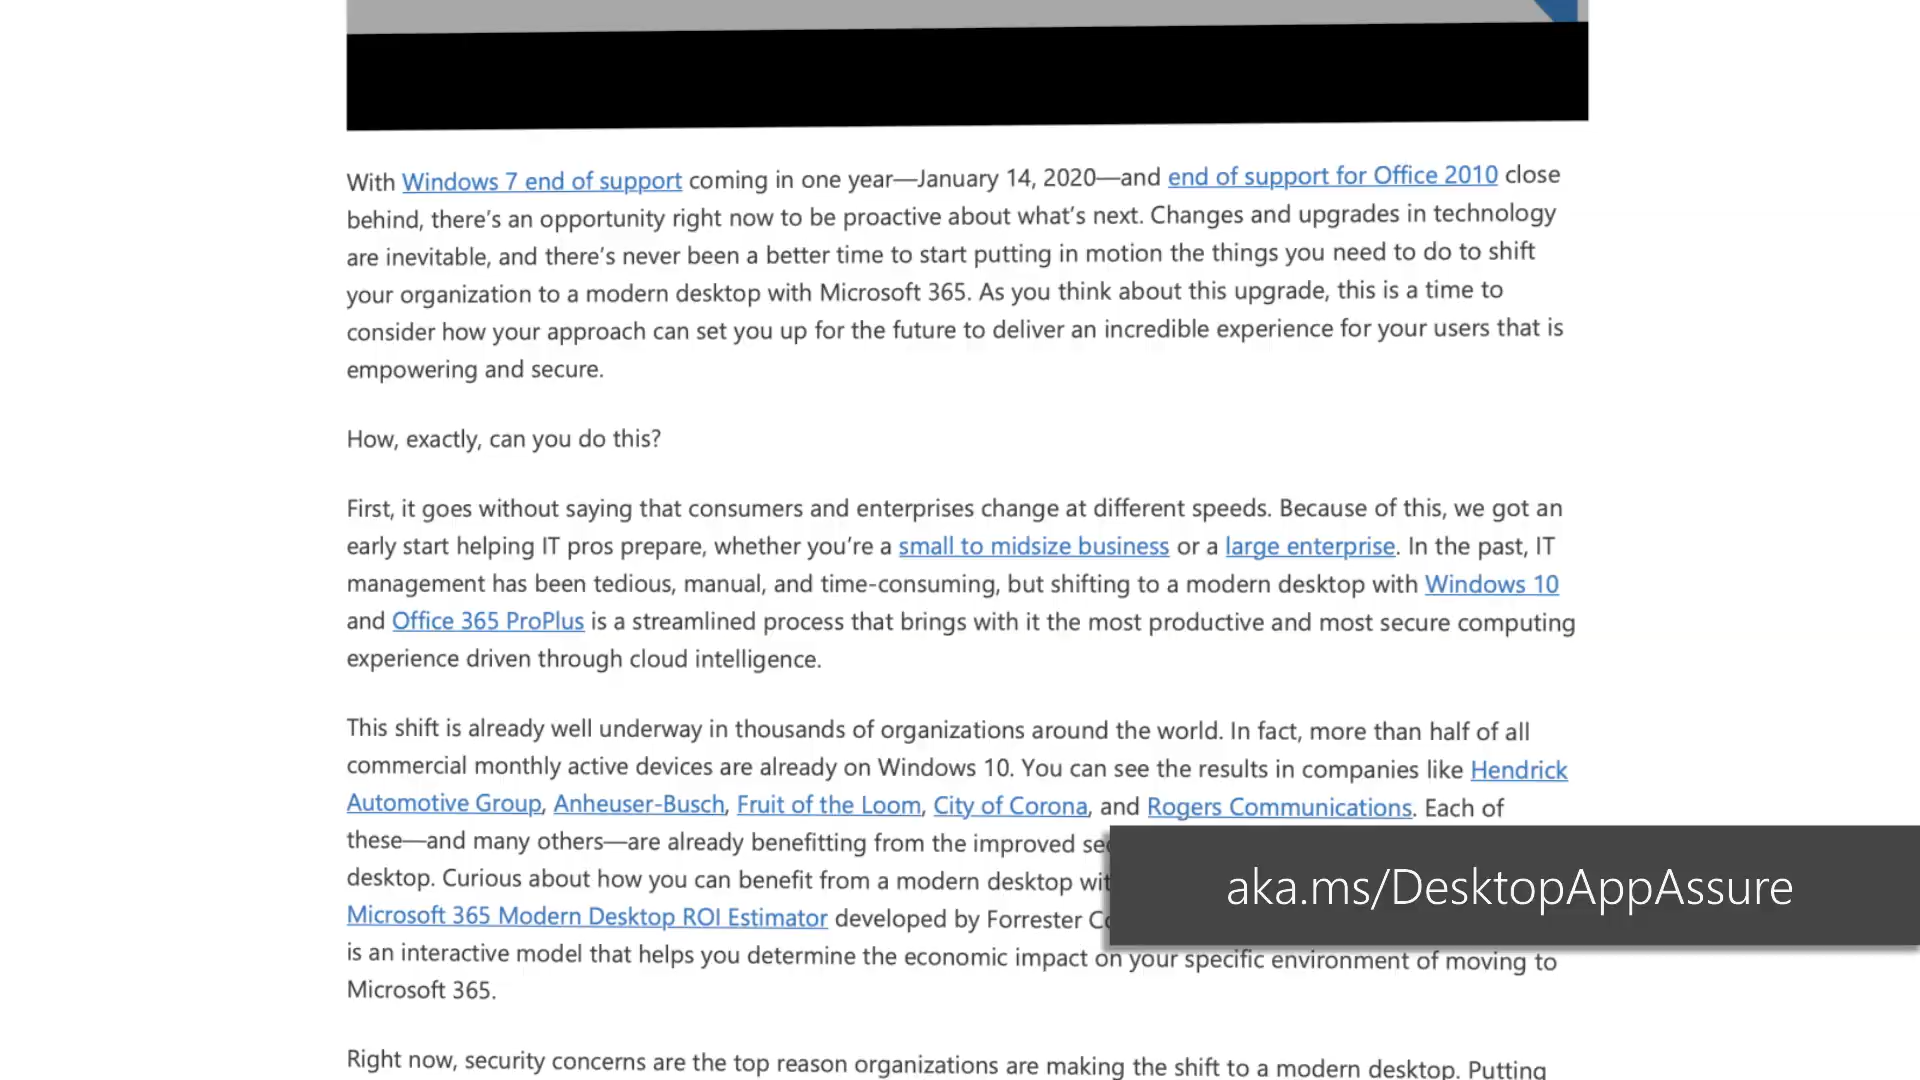 With Windows 7 end of support coming in one year—January 14, 2020—and end of support for Office 2010 close
behind, there's an opportunity right now to be proactive about what's next. Changes and upgrades in technology
are inevitable, and there's never been a better time to start putting in motion the things you need to do to shift
your organization to a modern desktop with Microsoft 365. As you think about this upgrade, this is a time to
consider how your approach can set you up for the future to deliver an incredible experience for your users that is
empowering and secure.
How, exactly, can you do this?
First, it goes without saying that consumers and enterprises change at different speeds. Because of this, we got an
early start helping IT pros prepare, whether you're a small to midsize business or a large enterprise. In the past, IT
management has been tedious, manual, and time-consuming, but shifting to a modern desktop with Windows 10
and Office 365 ProPlus is a streamlined process that brings with it the most productive and most secure computing
experience driven through cloud intelligence.
This shift is already well underway in thousands of organizations around the world. In fact, more than half of all
commercial monthly active devices are already on Windows 10. You can see the results in companies like Hendrick
Automotive Group, Anheuser-Busch, Fruit of the Loom, City of Corona, and Rogers Communications. Each of
these—and many others—are already benefitting from the improved
desktop. Curious about how you can benefit from a modern desktop
Microsoft 365 Modern Desktop ROI Estimator developed by Forrester
is an interactive model that helps you determine the economic impact on your specific environment of moving to
Microsoft 365.
Right now, security concerns are the top reason organizations are making the shift to a modern desktop. Putting
aka.ms/DesktopAppAssure